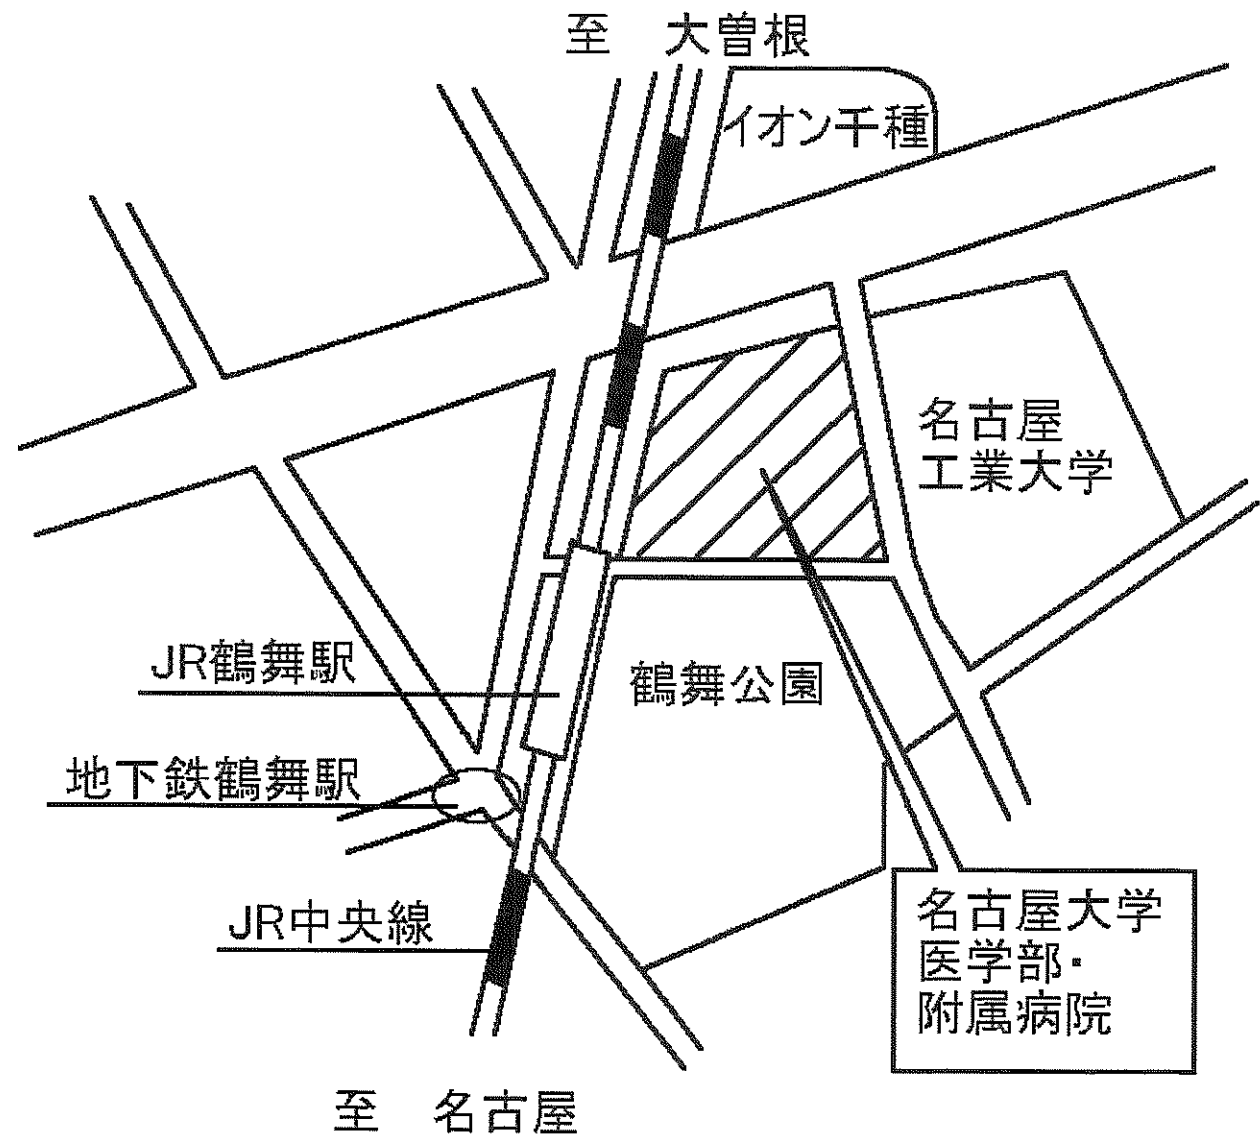 至 大曽根
イオン千種
名古屋
工業大学
JR鶴舞駅
鶴舞公園
地下鉄鶴舞駅
JR中央線
名古屋大学
医学部・
附属病院
至 名古屋